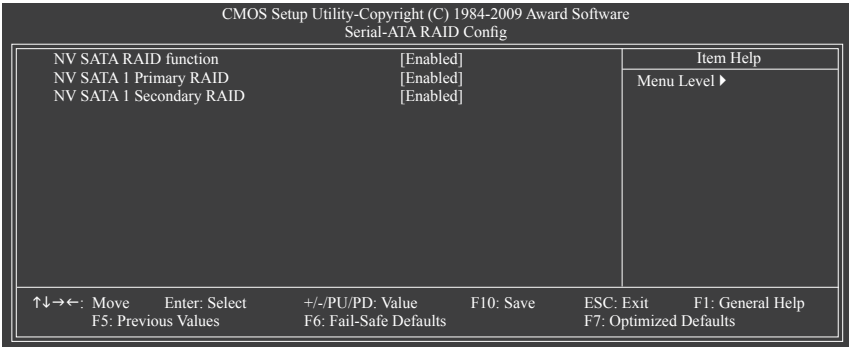 CMOS Setup Utility-Copyright (C) 1984-2009 Award Software
Serial-ATA RAID Config
NV SATA RAID function [Enabled]
NV SATA 1 Primary RAID [Enabled]
NV SATA 1 Secondary RAID [Enabled]
Item Help
Menu Level ▶
↑↓→←: Move Enter: Select +/-/PU/PD: Value F10: Save ESC: Exit F1: General Help
F5: Previous Values F6: Fail-Safe Defaults F7: Optimized Defaults